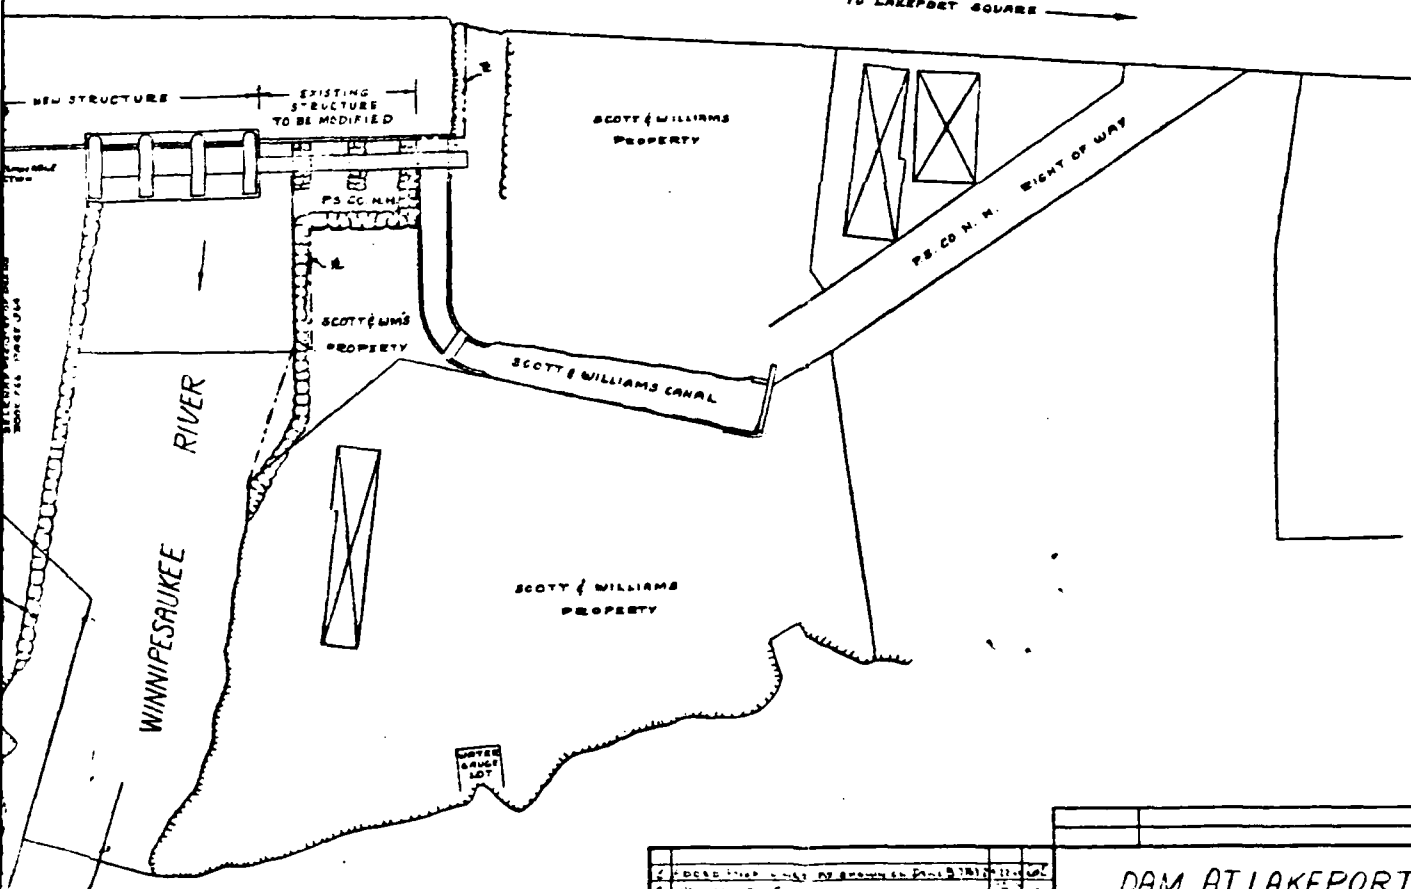 TO LAKEPORT SQUARE
NEW STRUCTURE
EXISTING
STRUCTURE
TO BE MODIFIED
SCOTT & WILLIAMS
PROPERTY
RIGHT OF WAY
P.S. CO. N. H.
P.S. CO. N.H.
SCOTT & WM'S
PROPERTY
SCOTT & WILLIAMS CANAL
WINNIPESAUKEE RIVER
SCOTT & WILLIAMS
PROPERTY
WATER
GAUGE
LOT
DAM AT LAKEPORT